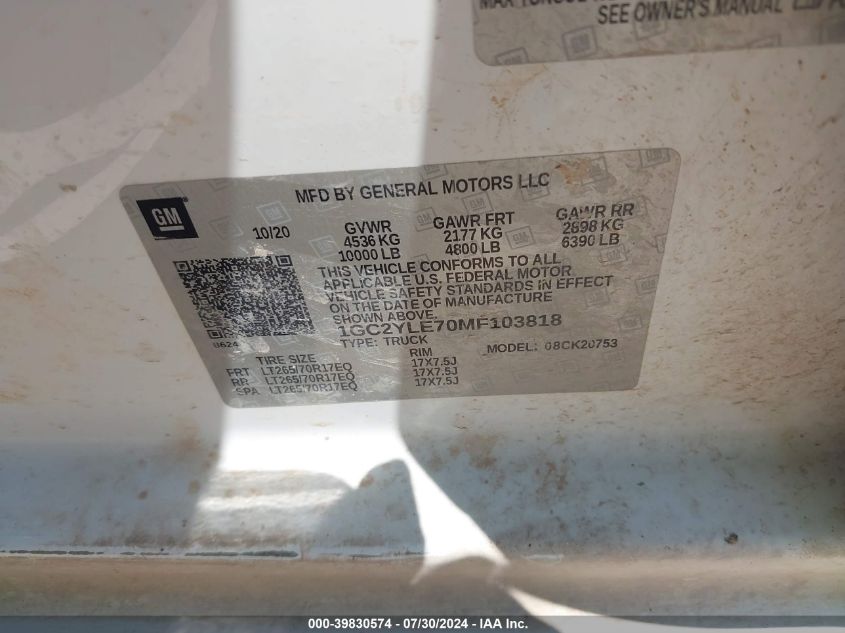 SEE OWNER'S MANUAL
GM
MFD BY GENERAL MOTORS LLC
10/20
GVWR
4536 KG
10000 LB
GAWR FRT
2177 KG
4800 LB
GAWR RR
2898 KG
6390 LB
THIS VEHICLE CONFORMS TO ALL
APPLICABLE U.S. FEDERAL MOTOR
VEHICLE SAFETY STANDARDS IN EFFECT
ON THE DATE OF MANUFACTURE
SHOWN ABOVE.
1GC2YLE70MF103818
8624
TYPE: TRUCK
MODEL: 08CK20753
TIRE SIZE
RIM
FRT LT265/70R17EQ 17X7.5J
RR LT265/70R17EQ 17X7.5J
SPA LT265/70R17EQ 17X7.5J
000-39830574 / 07/30/2024 - IAA Inc.